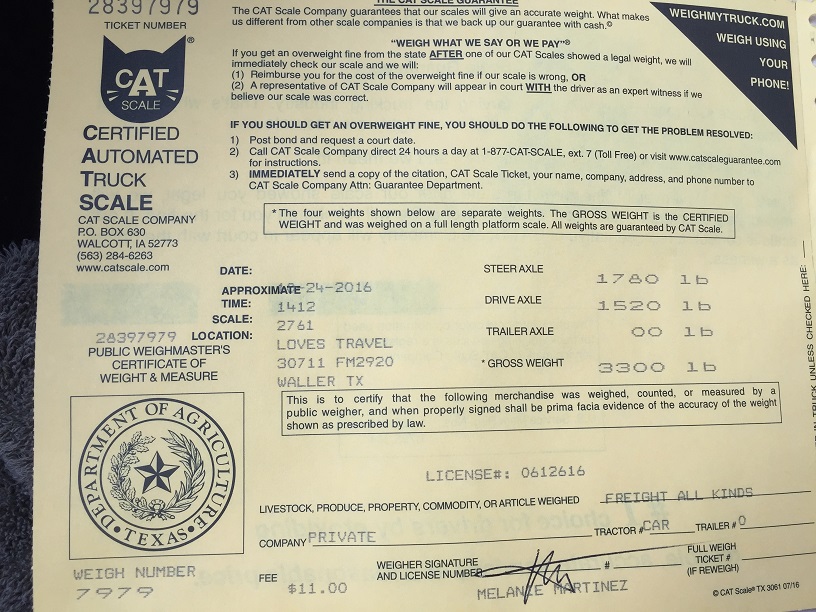 28397979
TICKET NUMBER
THE CAT SCALE GUARANTEE
The CAT Scale Company guarantees that our scales will give an accurate weight. What makes
us different from other scale companies is that we back up our guarantee with cash.©
"WEIGH WHAT WE SAY OR WE PAY"®
If you get an overweight fine from the state AFTER one of our CAT Scales showed a legal weight, we will
immediately check our scale and we will:
(1) Reimburse you for the cost of the overweight fine if our scale is wrong, OR
(2) A representative of CAT Scale Company will appear in court WITH the driver as an expert witness if we
believe our scale was correct.
IF YOU SHOULD GET AN OVERWEIGHT FINE, YOU SHOULD DO THE FOLLOWING TO GET THE PROBLEM RESOLVED:
1) Post bond and request a court date.
2) Call CAT Scale Company direct 24 hours a day at 1-877-CAT-SCALE, ext. 7 (Toll Free) or visit www.catscaleguarantee.com
for instructions.
3) IMMEDIATELY send a copy of the citation, CAT Scale Ticket, your name, company, address, and phone number to
CAT Scale Company Attn: Guarantee Department.
WEIGHMYTRUCK.COM
WEIGH USING
YOUR
PHONE!
CAT
SCALE
®
CERTIFIED
AUTOMATED
TRUCK
SCALE
CAT SCALE COMPANY
P.O. BOX 630
WALCOTT, IA 52773
(563) 284-6263
www.catscale.com
* The four weights shown below are separate weights. The GROSS WEIGHT is the CERTIFIED
WEIGHT and was weighed on a full length platform scale. All weights are guaranteed by CAT Scale.
DATE:
APPROXIMATE -24-2016
TIME: 1412
SCALE: 2761
LOCATION: LOVES TRAVEL
30711 FM2920
WALLER TX
STEER AXLE 1780 lb
DRIVE AXLE 1520 lb
TRAILER AXLE 00 lb
* GROSS WEIGHT 3300 lb
28397979
PUBLIC WEIGHMASTER'S
CERTIFICATE OF
WEIGHT & MEASURE
This is to certify that the following merchandise was weighed, counted, or measured by a
public weigher, and when properly signed shall be prima facia evidence of the accuracy of the weight
shown as prescribed by law.
DEPARTMENT OF AGRICULTURE
TEXAS
LICENSE#: 0612616
LIVESTOCK, PRODUCE, PROPERTY, COMMODITY, OR ARTICLE WEIGHED FREIGHT ALL KINDS
COMPANY PRIVATE TRACTOR # CAR TRAILER # 0
WEIGH NUMBER
7979
FEE $11.00
WEIGHER SIGNATURE
AND LICENSE NUMBER #
MELANIE MARTINEZ
FULL WEIGH
TICKET #
(IF REWEIGH)
© CAT Scale® TX 3061 07/16
UNLESS CHECKED HERE: